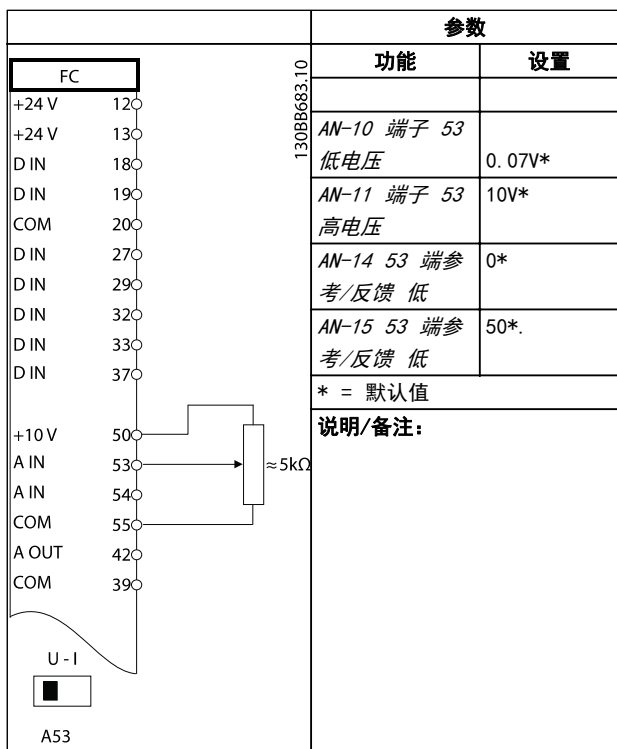 FC
+24 V 12
+24 V 13
D IN 18
D IN 19
COM 20
D IN 27
D IN 29
D IN 32
D IN 33
D IN 37
+10 V 50
A IN 53
A IN 54
COM 55
A OUT 42
COM 39
≈5kΩ
U - I
A53
130BB683.10
参数
功能 设置
AN-10 端子 53
低电压 0.07V*
AN-11 端子 53 10V*
高电压
AN-14 53 端参 0*
考/反馈 低
AN-15 53 端参 50*.
考/反馈 低
* = 默认值
说明/备注：